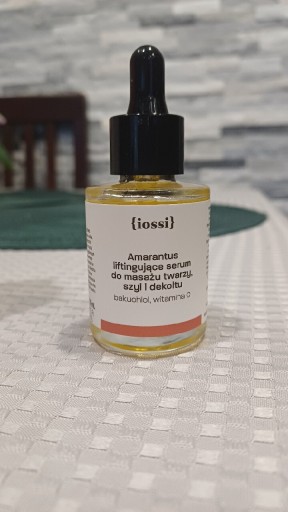 {iossi}
Amarantus
liftingujące serum
do masażu twarzy,
szyi i dekoltu
bakuchiol, witamina C